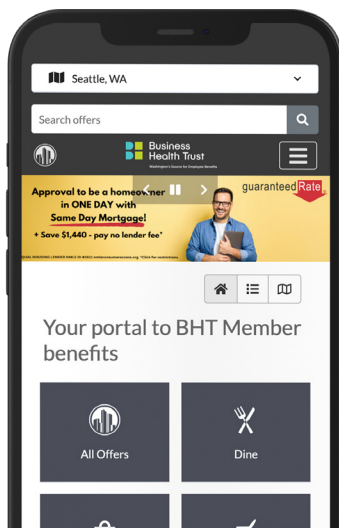 Seattle, WA
Search offers
Business
Health Trust
Washington's Source for Employee Benefits
Approval to be a homeowner
in ONE DAY with
Same Day Mortgage!
+ Save $1,440 - pay no lender fee*
guaranteed Rate
Your portal to BHT Member
benefits
All Offers
Dine